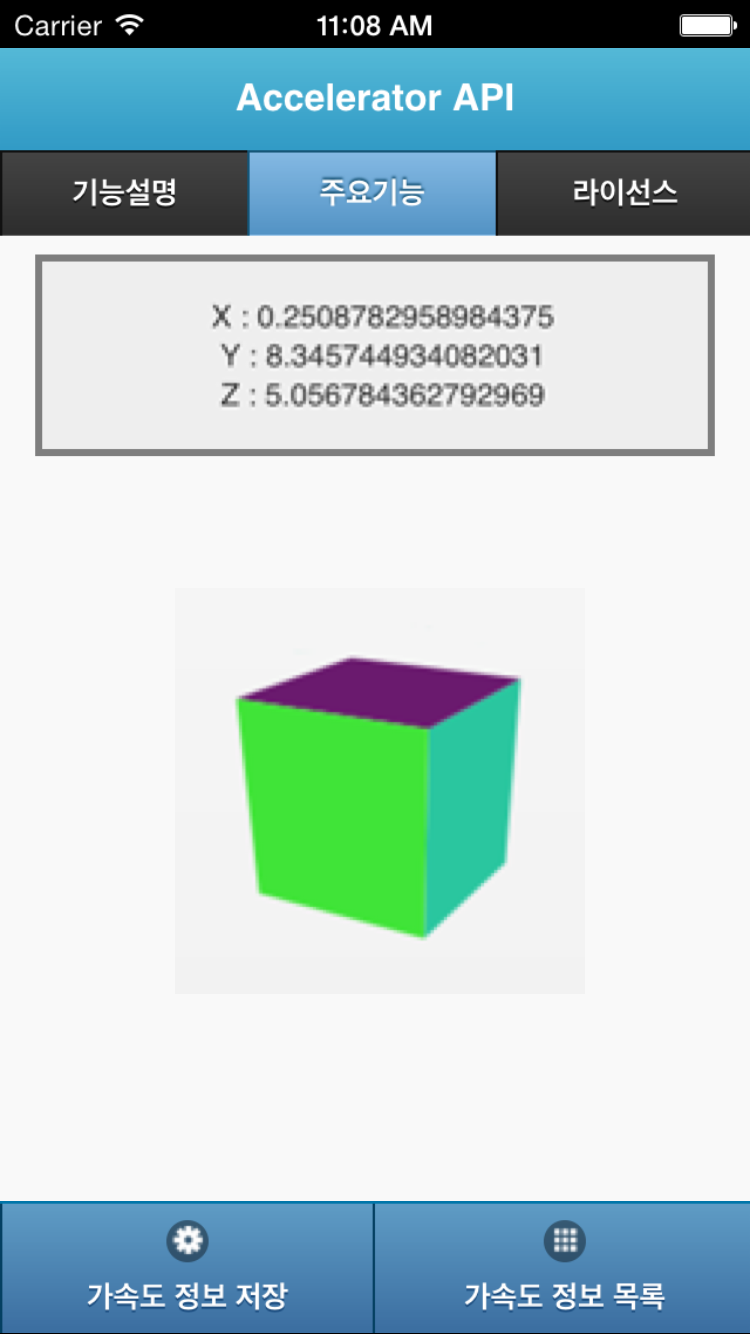 Carrier 11:08 AM
Accelerator API
기능설명 주요기능 라이선스
X : 0.2508782958984375
Y : 8.345744934082031
Z : 5.056784362792969
가속도 정보 저장 가속도 정보 목록